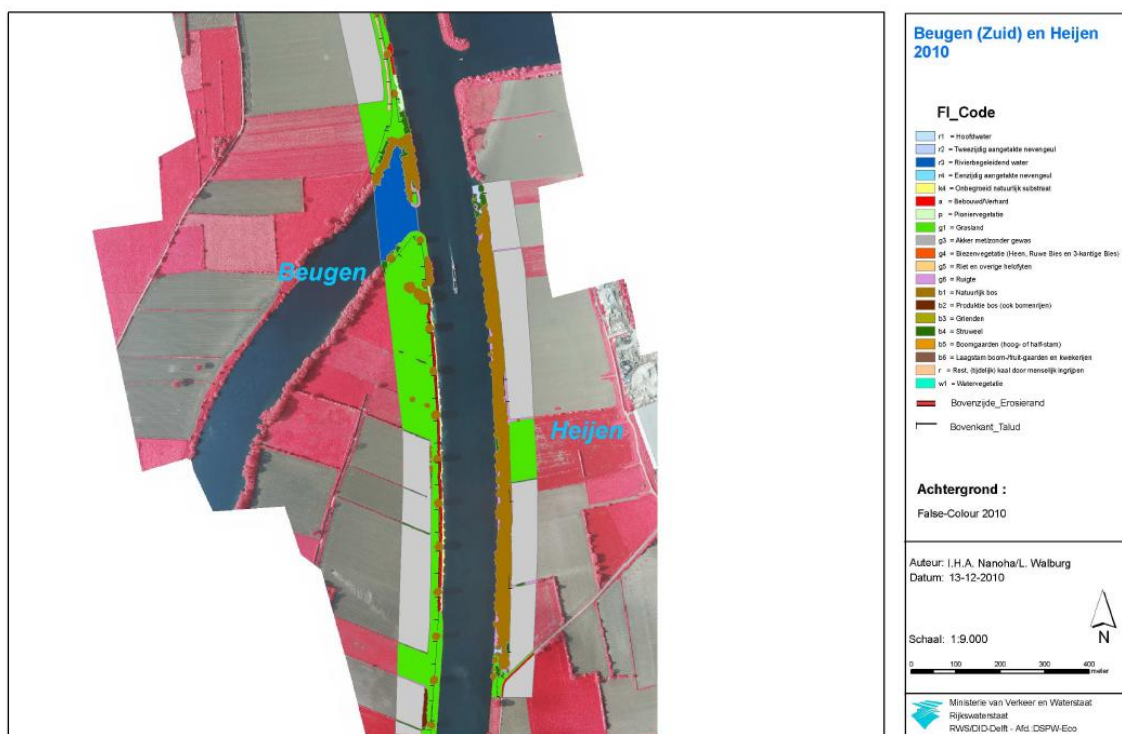 Beugen
Heijen
Beugen (Zuid) en Heijen
2010
Fl_Code
r1 = Hoofdwater
r2 = Tweezijdig aangetakte nevengeul
r3 = Rivierbegeleidend water
r4 = Eenzijdig aangetakte nevengeul
k4 = Onbegroeid natuurlijk substraat
a = Bebouwd/Verhard
p = Pioniervegetatie
g1 = Grasland
g3 = Akker met/zonder gewas
g4 = Biezenvegetatie (Heen, Ruwe Bies en 3-kantige Bies)
g5 = Riet en overige helofyten
g6 = Ruigte
b1 = Natuurlijk bos
b2 = Produktie bos (ook bomenrijen)
b3 = Grienden
b4 = Struweel
b5 = Boomgaarden (hoog- of half-stam)
b6 = Laagstam boom-/fruit-gaarden en kwekerijen
r = Rest, (tijdelijk) kaal door menselijk ingrijpen
w1 = Watervegetatie
Bovenzijde_Erosierand
Bovenkant_Talud
Achtergrond :
False-Colour 2010
Auteur: I.H.A. Nanoha/L. Walburg
Datum: 13-12-2010
N
Schaal: 1:9.000
0 100 200 300 400
meter
Ministerie van Verkeer en Waterstaat
Rijkswaterstaat
RWS/DID-Delft - Afd.:DSPW-Eco